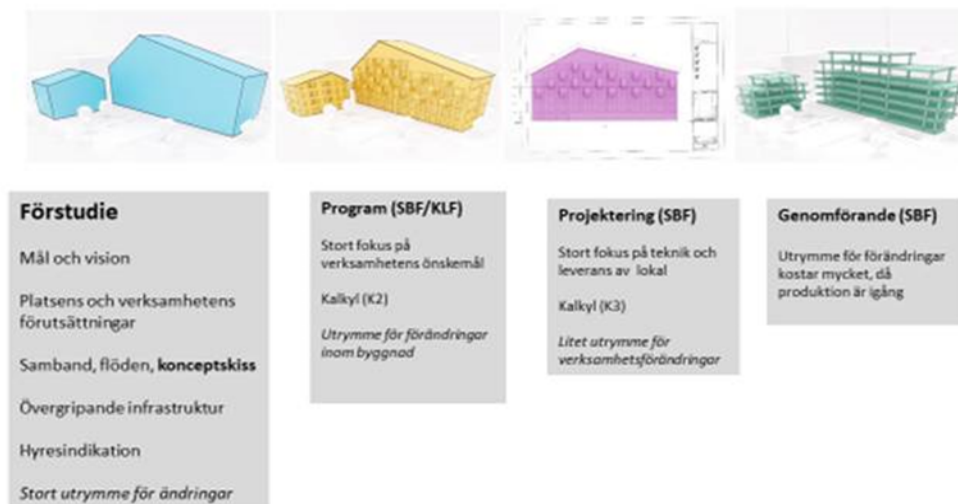 Förstudie
Mål och vision
Platsens och verksamhetens
förutsättningar
Samband, flöden, konceptskiss
Övergripande infrastruktur
Hyresindikation
Stort utrymme för ändringar
Program (SBF/KLF)
Stort fokus på
verksamhetens önskemål
Kalkyl (K2)
Utrymme för förändringar
inom byggnad
Projektering (SBF)
Stort fokus på teknik och
leverans av lokal
Kalkyl (K3)
Litet utrymme för
verksamhetsförändringar
Genomförande (SBF)
Utrymme för förändringar
kostar mycket, då
produktion är igång